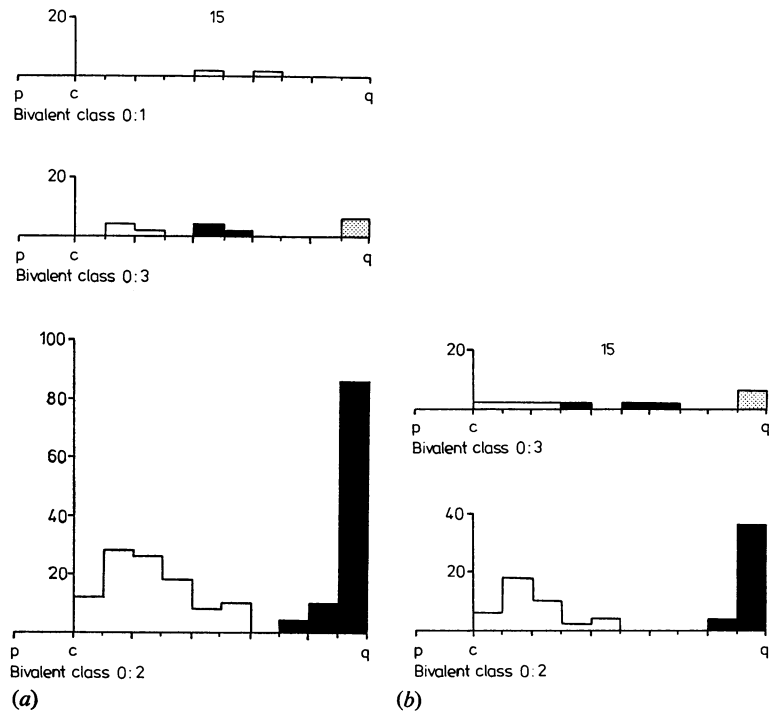 20
15
p c q
Bivalent class 0:1
20
p c q
Bivalent class 0:3
100
80
60
40
20
p c q
Bivalent class 0:2
(a)
20
15
p c q
Bivalent class 0:3
40
20
p c q
Bivalent class 0:2
(b)